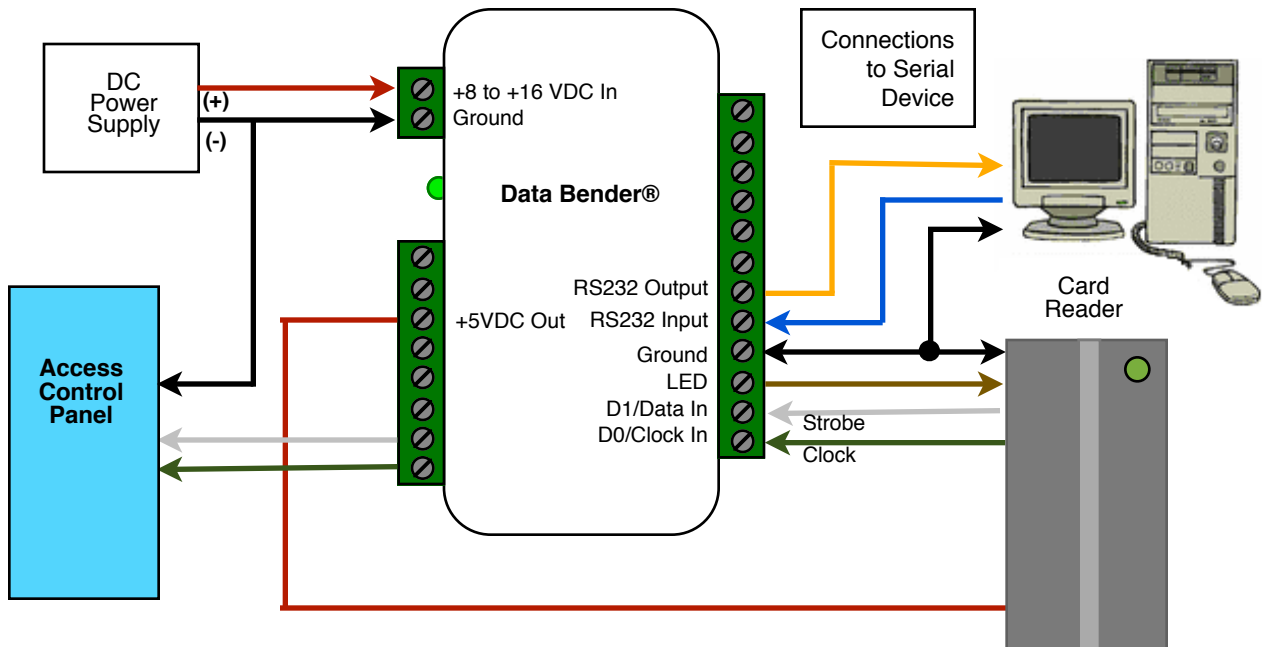 DC
Power
Supply
(+)
(-)
+8 to +16 VDC In
Ground
Data Bender®
Connections
to Serial
Device
RS232 Output
+5VDC Out
RS232 Input
Ground
LED
D1/Data In
D0/Clock In
Strobe
Clock
Card
Reader
Access
Control
Panel